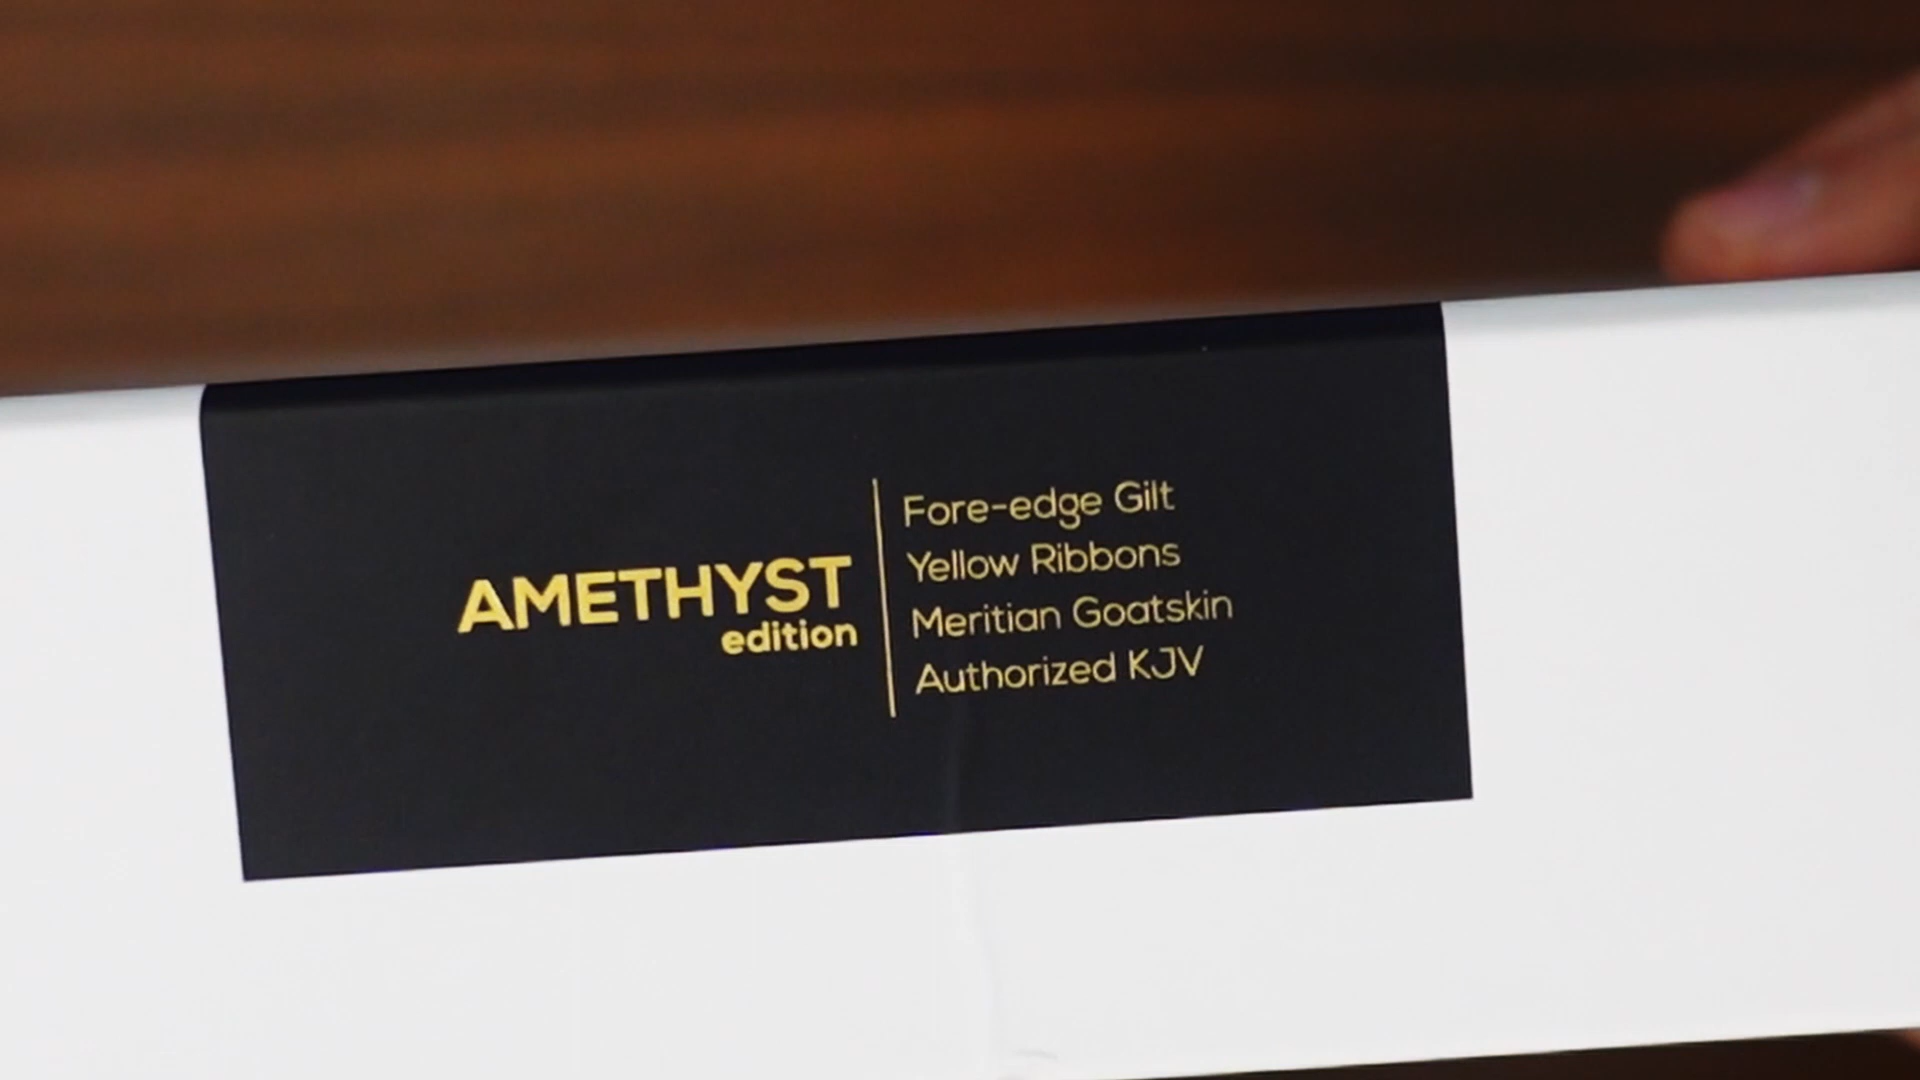 AMETHYST
edition
Fore-edge Gilt
Yellow Ribbons
Meritian Goatskin
Authorized KJV